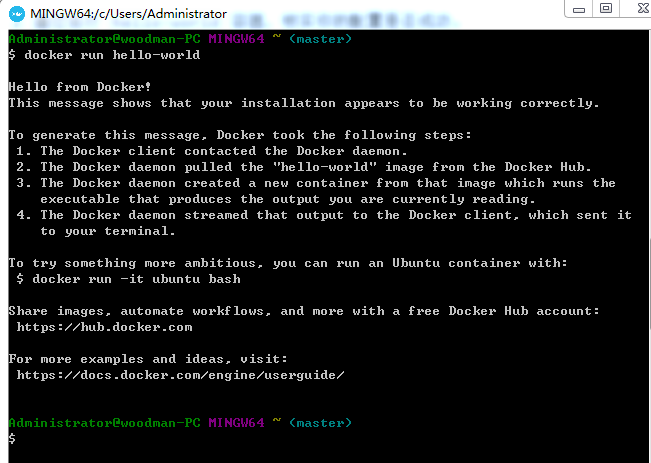 MINGW64:/c/Users/Administrator
Administrator@woodman-PC MINGW64 ~ (master)
$ docker run hello-world
Hello from Docker!
This message shows that your installation appears to be working correctly.
To generate this message, Docker took the following steps:
1. The Docker client contacted the Docker daemon.
2. The Docker daemon pulled the "hello-world" image from the Docker Hub.
3. The Docker daemon created a new container from that image which runs the
executable that produces the output you are currently reading.
4. The Docker daemon streamed that output to the Docker client, which sent it
to your terminal.
To try something more ambitious, you can run an Ubuntu container with:
$ docker run -it ubuntu bash
Share images, automate workflows, and more with a free Docker Hub account:
https://hub.docker.com
For more examples and ideas, visit:
https://docs.docker.com/engine/userguide/
Administrator@woodman-PC MINGW64 ~ (master)
$